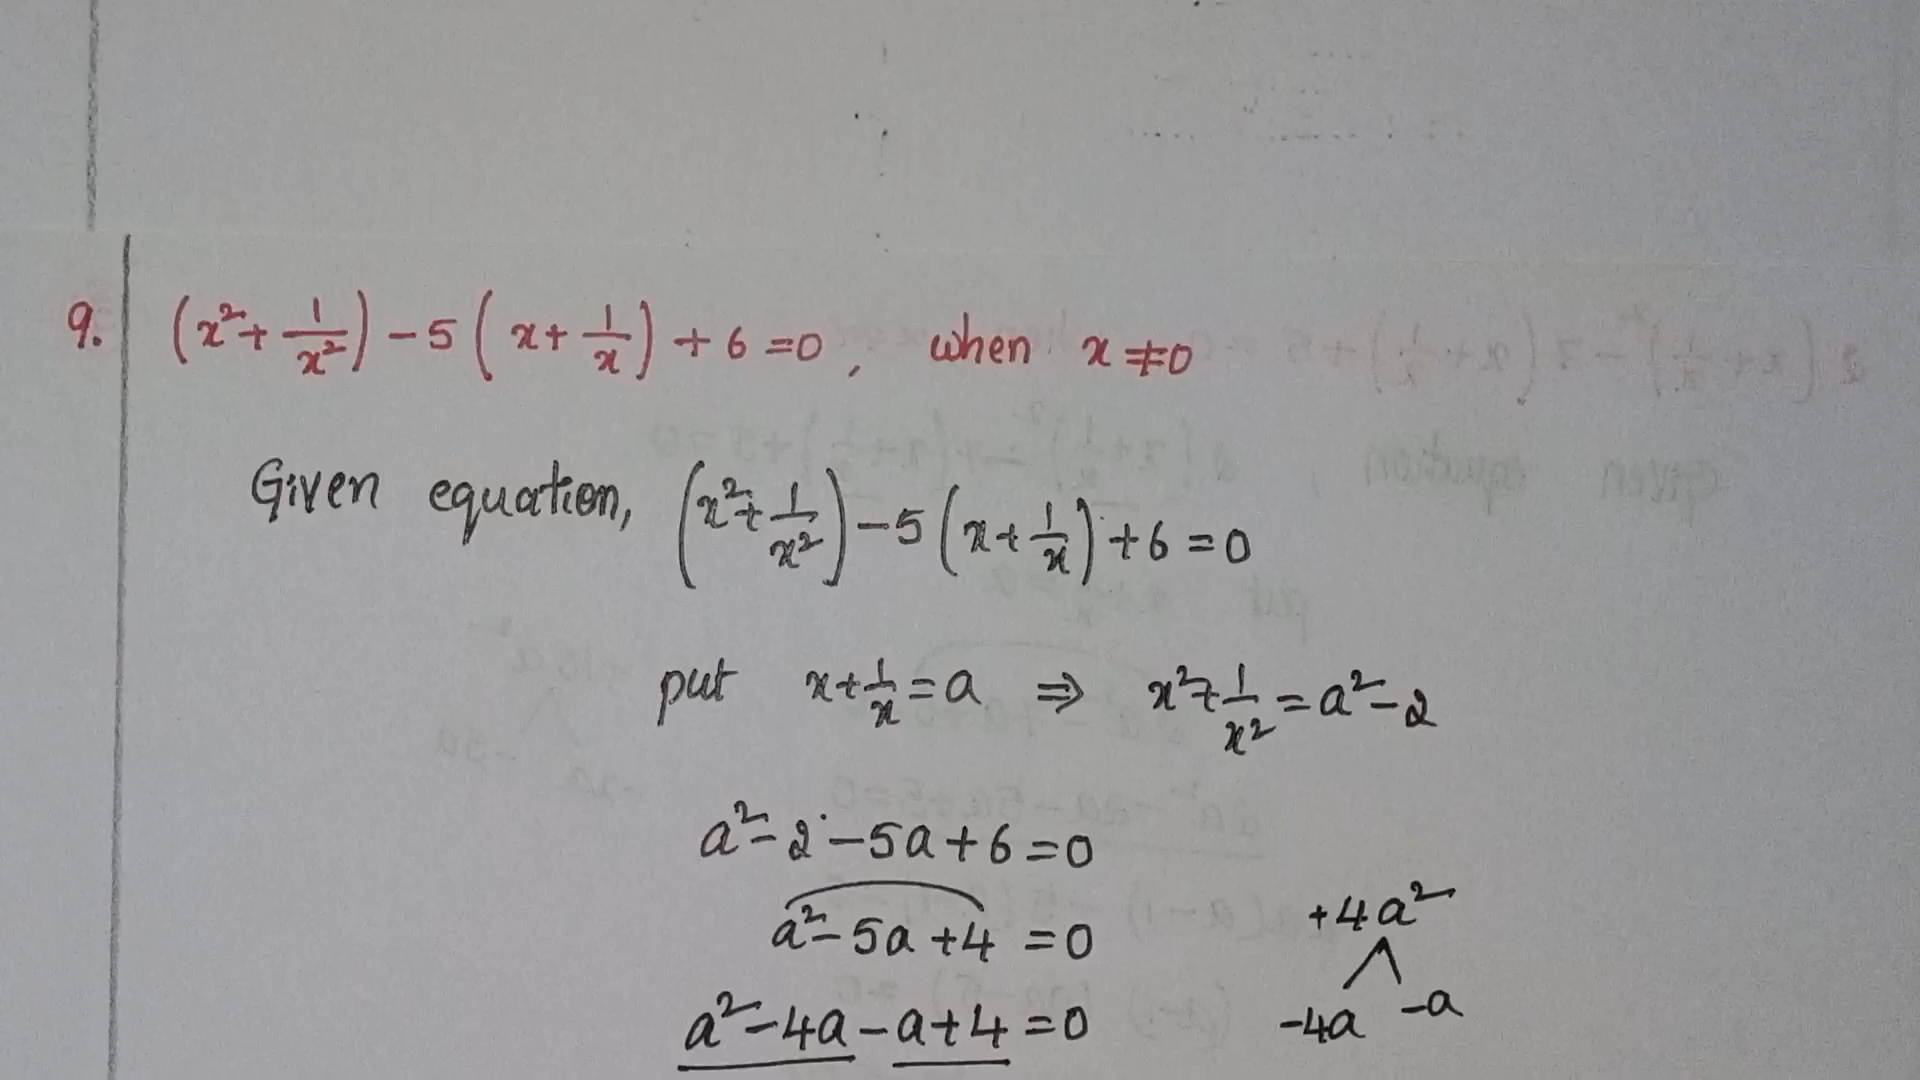 9. (x² + 1/x²) - 5 (x + 1/x) + 6 = 0, when x ≠ 0
Given equation, (x² + 1/x²) - 5 (x + 1/x) + 6 = 0
put x + 1/x = a ⇒ x² + 1/x² = a² - 2
a² - 2 - 5a + 6 = 0
a² - 5a + 4 = 0
+4a²
a² - 4a - a + 4 = 0
-4a -a